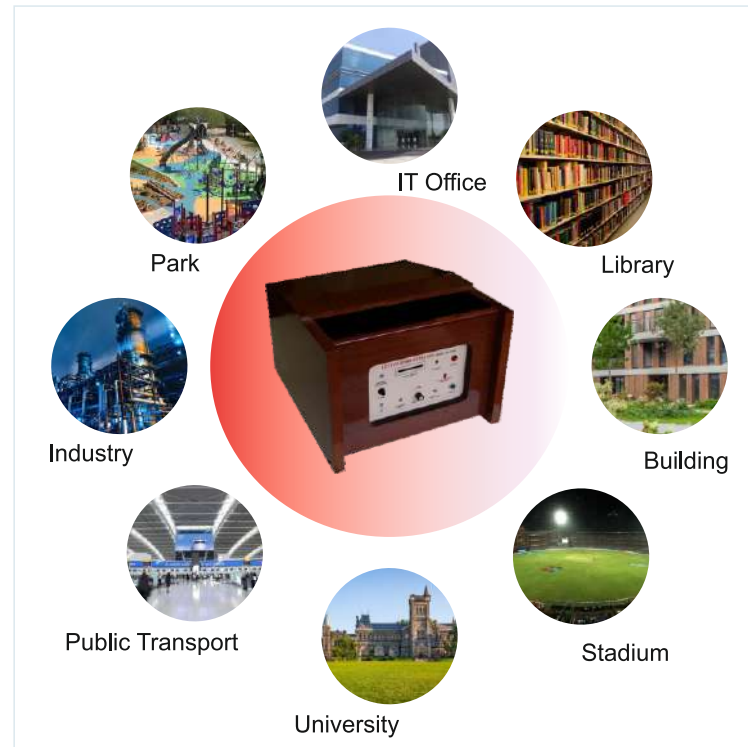 IT Office
Park
Library
Industry
Building
Public Transport
Stadium
University